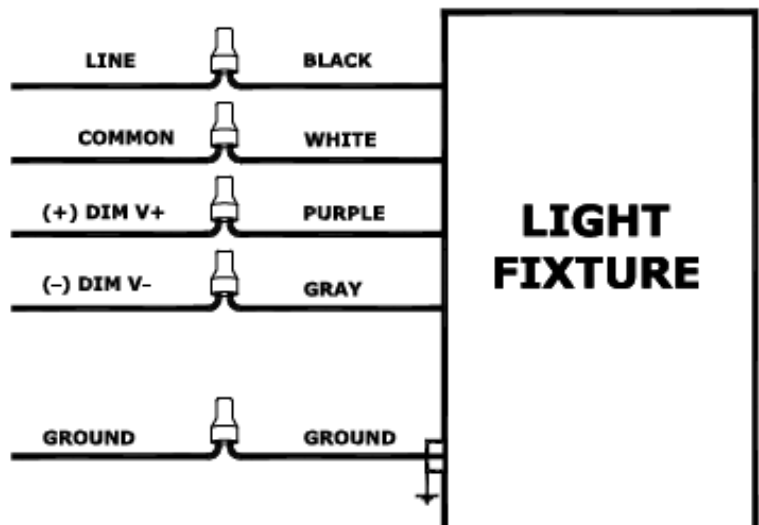 LINE BLACK
COMMON WHITE
(+) DIM V+ PURPLE
(–) DIM V– GRAY
GROUND GROUND
LIGHT
FIXTURE